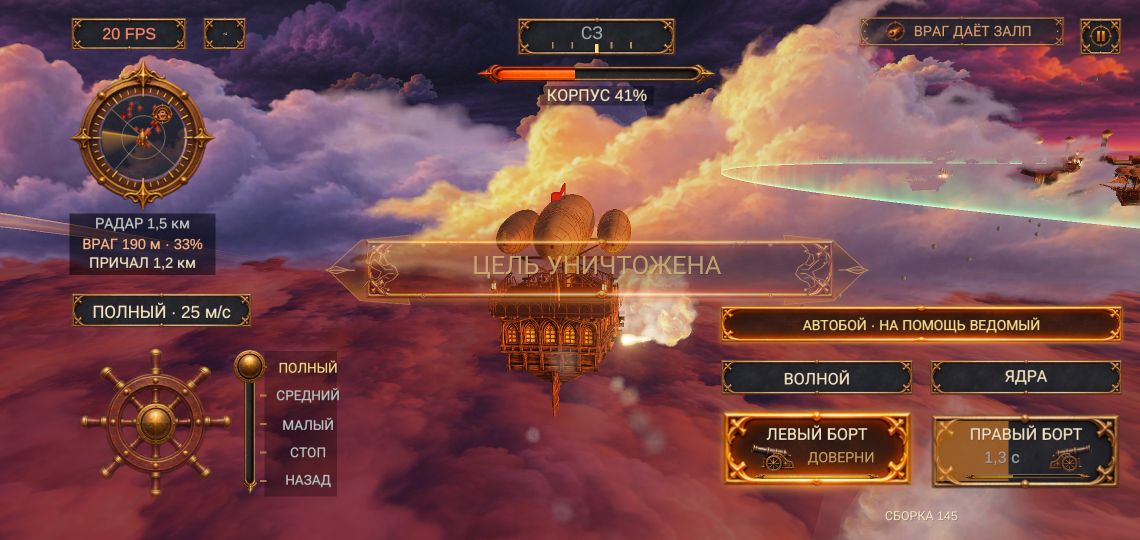 20 FPS
СЗ
ВРАГ ДАЁТ ЗАЛП
КОРПУС 41%
РАДАР 1,5 км
ВРАГ 190 м · 33%
ПРИЧАЛ 1,2 км
ЦЕЛЬ УНИЧТОЖЕНА
ПОЛНЫЙ · 25 м/с
АВТОБОЙ · НА ПОМОЩЬ ВЕДОМЫЙ
ПОЛНЫЙ
СРЕДНИЙ
МАЛЫЙ
СТОП
НАЗАД
ВОЛНОЙ
ЯДРА
ЛЕВЫЙ БОРТ
ДОВЕРНИ
ПРАВЫЙ БОРТ
1,3 с
СБОРКА 145